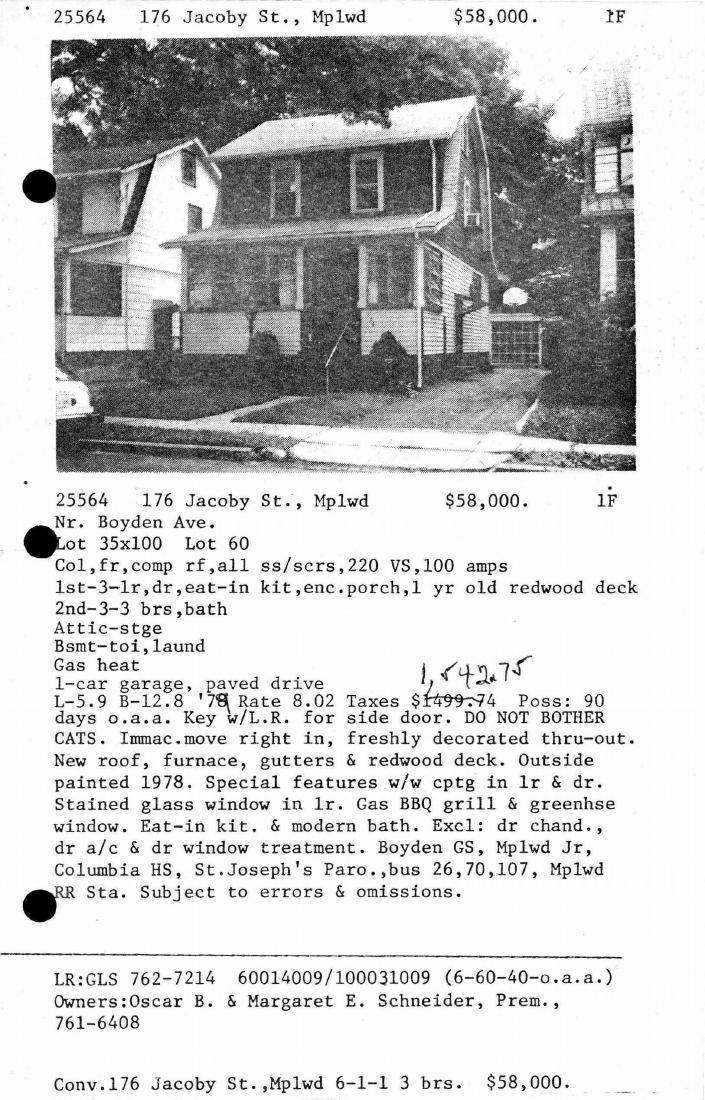 25564 176 Jacoby St., Mplwd $58,000. 1F
25564 176 Jacoby St., Mplwd $58,000. 1F
Nr. Boyden Ave.
Lot 35x100 Lot 60
Col,fr,comp rf,all ss/scrs,220 VS,100 amps
1st-3-lr,dr,eat-in kit,enc.porch,1 yr old redwood deck
2nd-3-3 brs,bath
Attic-stge
Bsmt-toi,laund
Gas heat
1-car garage, paved drive
1,542.75
L-5.9 B-12.8 '79 Rate 8.02 Taxes $1499.74 Poss: 90
days o.a.a. Key w/L.R. for side door. DO NOT BOTHER
CATS. Immac.move right in, freshly decorated thru-out.
New roof, furnace, gutters & redwood deck. Outside
painted 1978. Special features w/w cptg in lr & dr.
Stained glass window in lr. Gas BBQ grill & greenhse
window. Eat-in kit. & modern bath. Excl: dr chand.,
dr a/c & dr window treatment. Boyden GS, Mplwd Jr,
Columbia HS, St.Joseph's Paro.,bus 26,70,107, Mplwd
RR Sta. Subject to errors & omissions.
LR:GLS 762-7214 60014009/100031009 (6-60-40-o.a.a.)
Owners:Oscar B. & Margaret E. Schneider, Prem.,
761-6408
Conv.176 Jacoby St.,Mplwd 6-1-1 3 brs. $58,000.